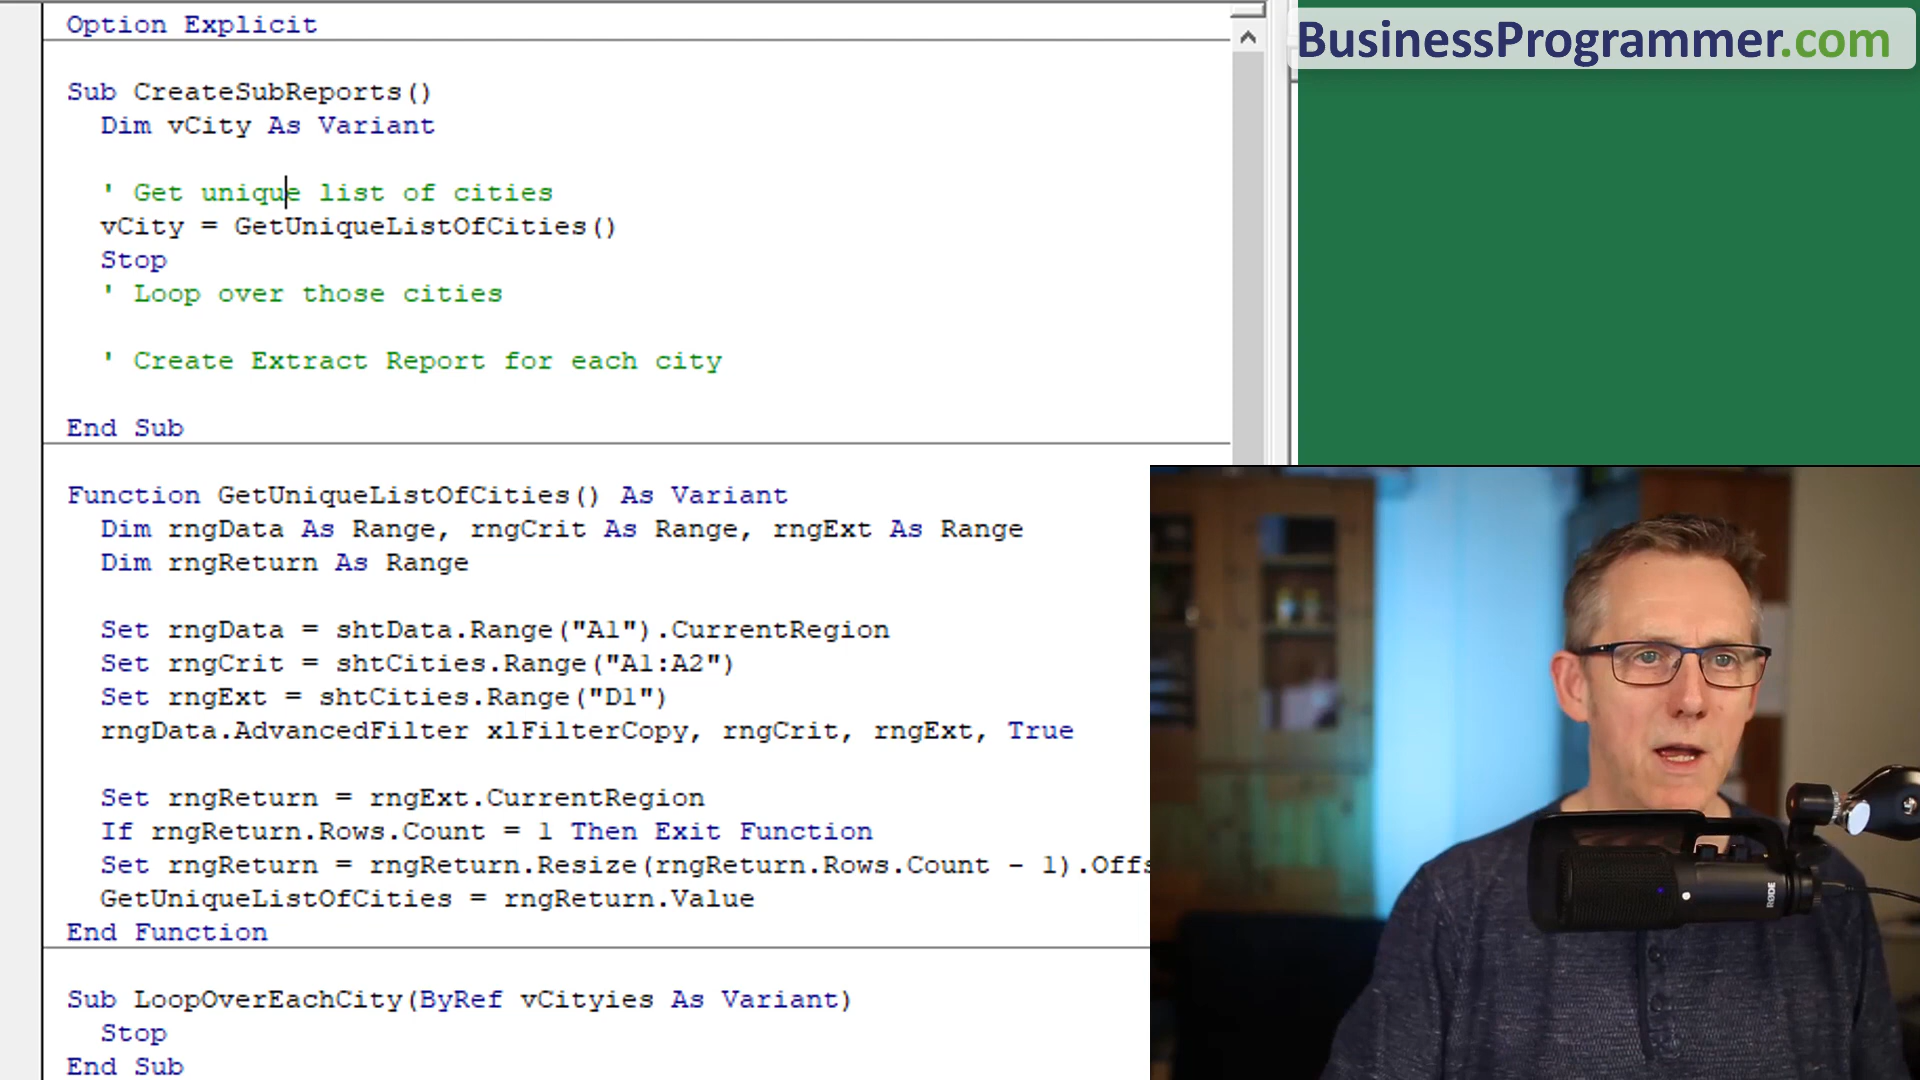 Option Explicit
BusinessProgrammer.com
Sub CreateSubReports()
Dim vCity As Variant
' Get unique list of cities
vCity = GetUniqueListOfCities()
Stop
' Loop over those cities
' Create Extract Report for each city
End Sub
Function GetUniqueListOfCities() As Variant
Dim rngData As Range, rngCrit As Range, rngExt As Range
Dim rngReturn As Range
Set rngData = shtData.Range("A1").CurrentRegion
Set rngCrit = shtCities.Range("A1:A2")
Set rngExt = shtCities.Range("D1")
rngData.AdvancedFilter xlFilterCopy, rngCrit, rngExt, True
Set rngReturn = rngExt.CurrentRegion
If rngReturn.Rows.Count = 1 Then Exit Function
Set rngReturn = rngReturn.Resize(rngReturn.Rows.Count - 1).Offs
GetUniqueListOfCities = rngReturn.Value
End Function
Sub LoopOverEachCity(ByRef vCityies As Variant)
Stop
End Sub
RØDE